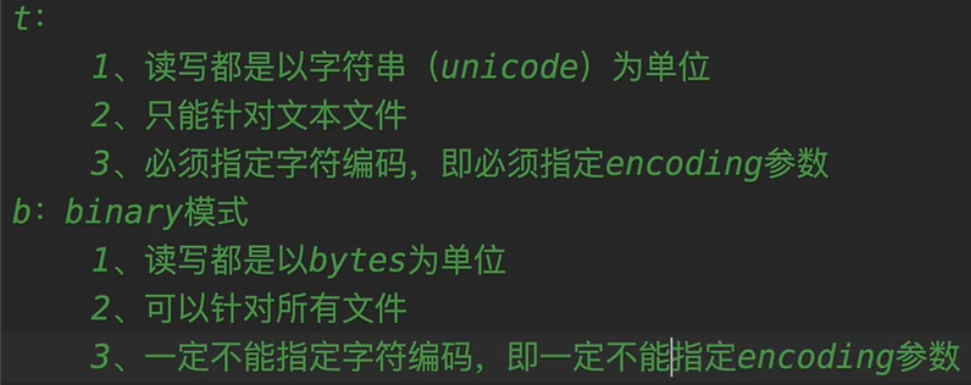 t:
1、读写都是以字符串（unicode）为单位
2、只能针对文本文件
3、必须指定字符编码，即必须指定encoding参数
b: binary模式
1、读写都是以bytes为单位
2、可以针对所有文件
3、一定不能指定字符编码，即一定不能指定encoding参数